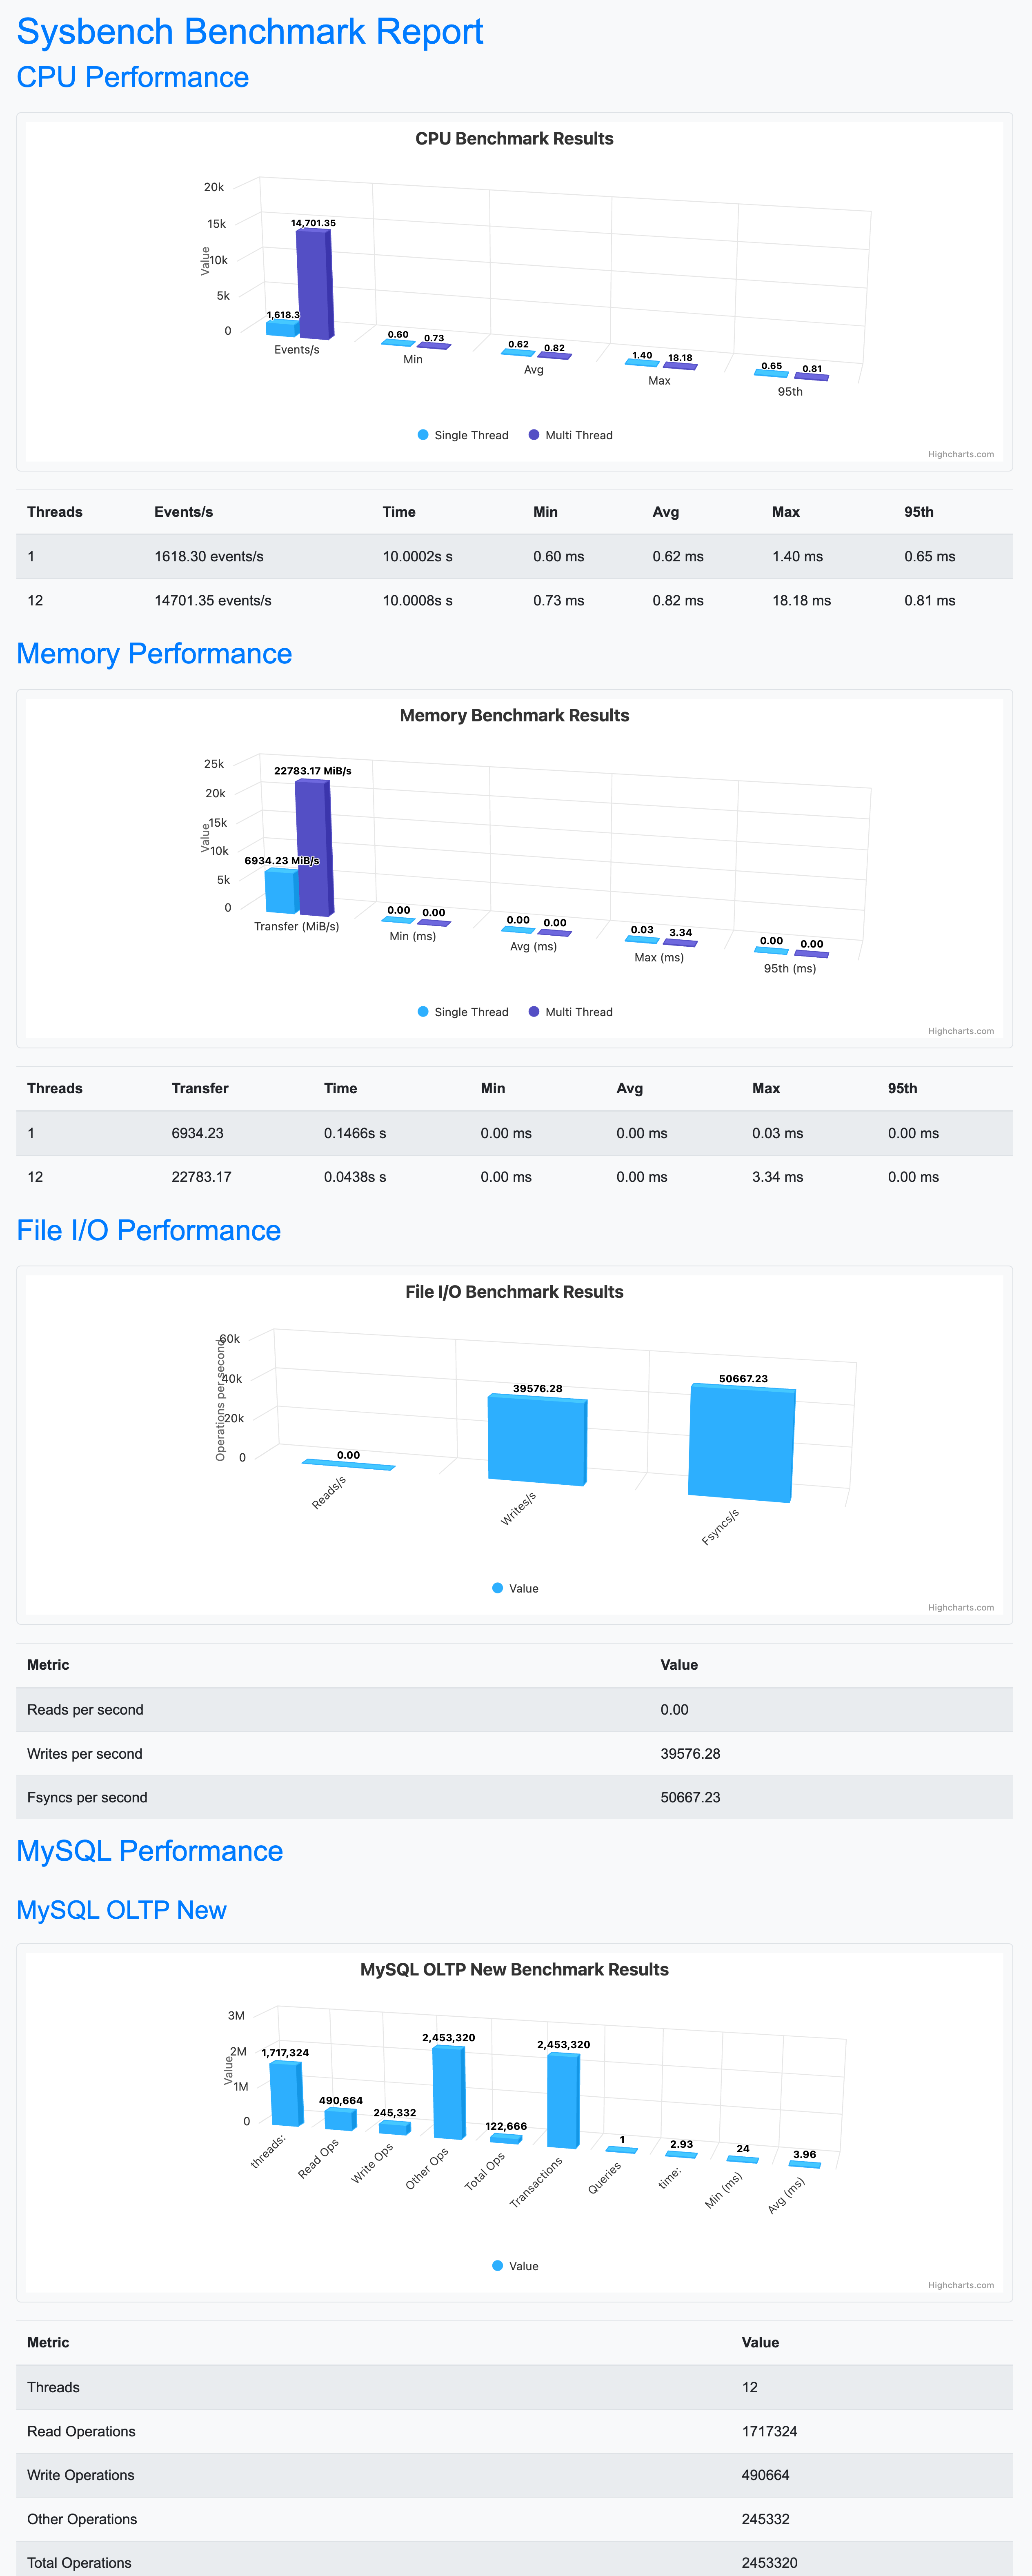 Sysbench Benchmark Report
CPU Performance
CPU Benchmark Results
20k
15k
10k
5k
0
Value
14,701.35
1,618.3
0.60
0.73
0.62
0.82
1.40
18.18
0.65
0.81
Events/s
Min
Avg
Max
95th
Single Thread Multi Thread
Highcharts.com
Threads Events/s Time Min Avg Max 95th
1 1618.30 events/s 10.0002s s 0.60 ms 0.62 ms 1.40 ms 0.65 ms
12 14701.35 events/s 10.0008s s 0.73 ms 0.82 ms 18.18 ms 0.81 ms
Memory Performance
Memory Benchmark Results
25k
20k
15k
10k
5k
0
Value
22783.17 MiB/s
6934.23 MiB/s
0.00
0.00
0.00
0.00
0.03
3.34
0.00
0.00
Transfer (MiB/s)
Min (ms)
Avg (ms)
Max (ms)
95th (ms)
Single Thread Multi Thread
Highcharts.com
Threads Transfer Time Min Avg Max 95th
1 6934.23 0.1466s s 0.00 ms 0.00 ms 0.03 ms 0.00 ms
12 22783.17 0.0438s s 0.00 ms 0.00 ms 3.34 ms 0.00 ms
File I/O Performance
File I/O Benchmark Results
60k
40k
20k
0
Operations per second
0.00
39576.28
50667.23
Reads/s
Writes/s
Fsyncs/s
Value
Highcharts.com
Metric Value
Reads per second 0.00
Writes per second 39576.28
Fsyncs per second 50667.23
MySQL Performance
MySQL OLTP New
MySQL OLTP New Benchmark Results
3M
2M
1M
0
Value
1,717,324
490,664
245,332
2,453,320
122,666
2,453,320
1
2.93
24
3.96
threads:
Read Ops
Write Ops
Other Ops
Total Ops
Transactions
Queries
time:
Min (ms)
Avg (ms)
Value
Highcharts.com
Metric Value
Threads 12
Read Operations 1717324
Write Operations 490664
Other Operations 245332
Total Operations 2453320